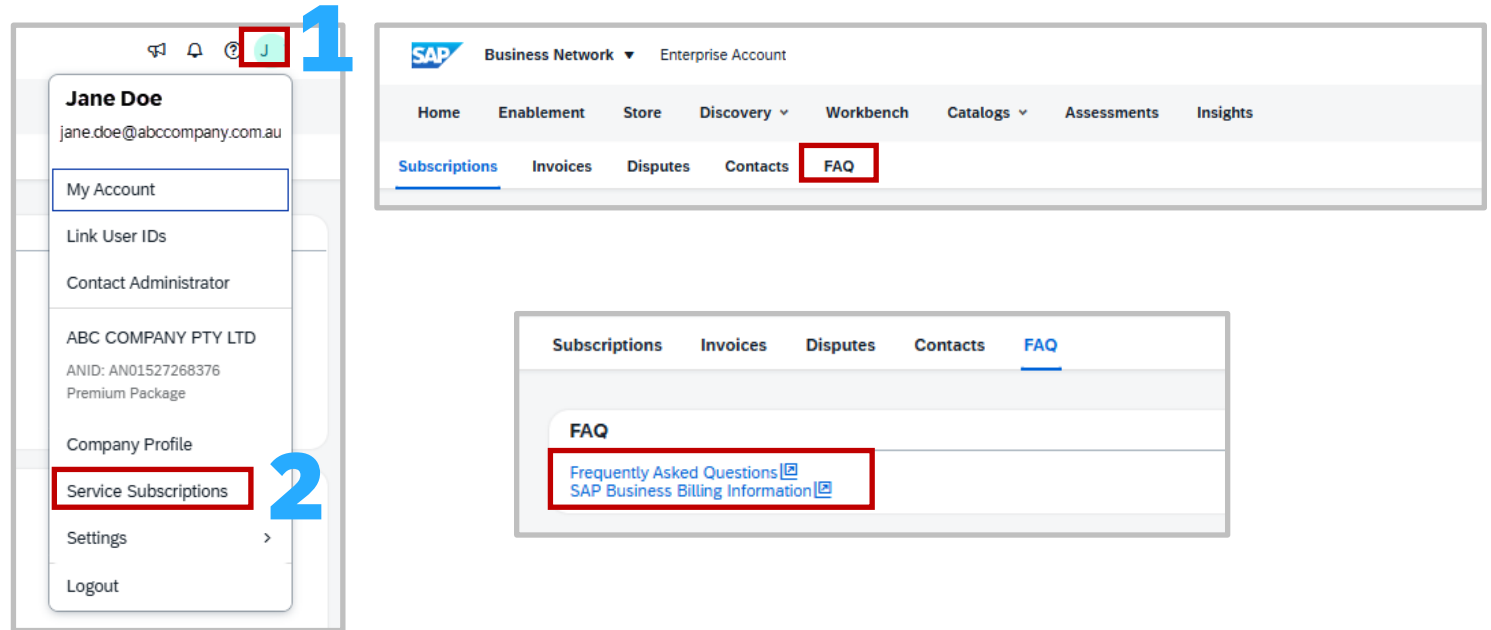 J
1
Jane Doe
jane.doe@abccompany.com.au
My Account
Link User IDs
Contact Administrator
ABC COMPANY PTY LTD
ANID: AN01527268376
Premium Package
Company Profile
Service Subscriptions
2
Settings
Logout
SAP Business Network Enterprise Account
Home Enablement Store Discovery Workbench Catalogs Assessments Insights
Subscriptions Invoices Disputes Contacts FAQ
Subscriptions Invoices Disputes Contacts FAQ
FAQ
Frequently Asked Questions
SAP Business Billing Information